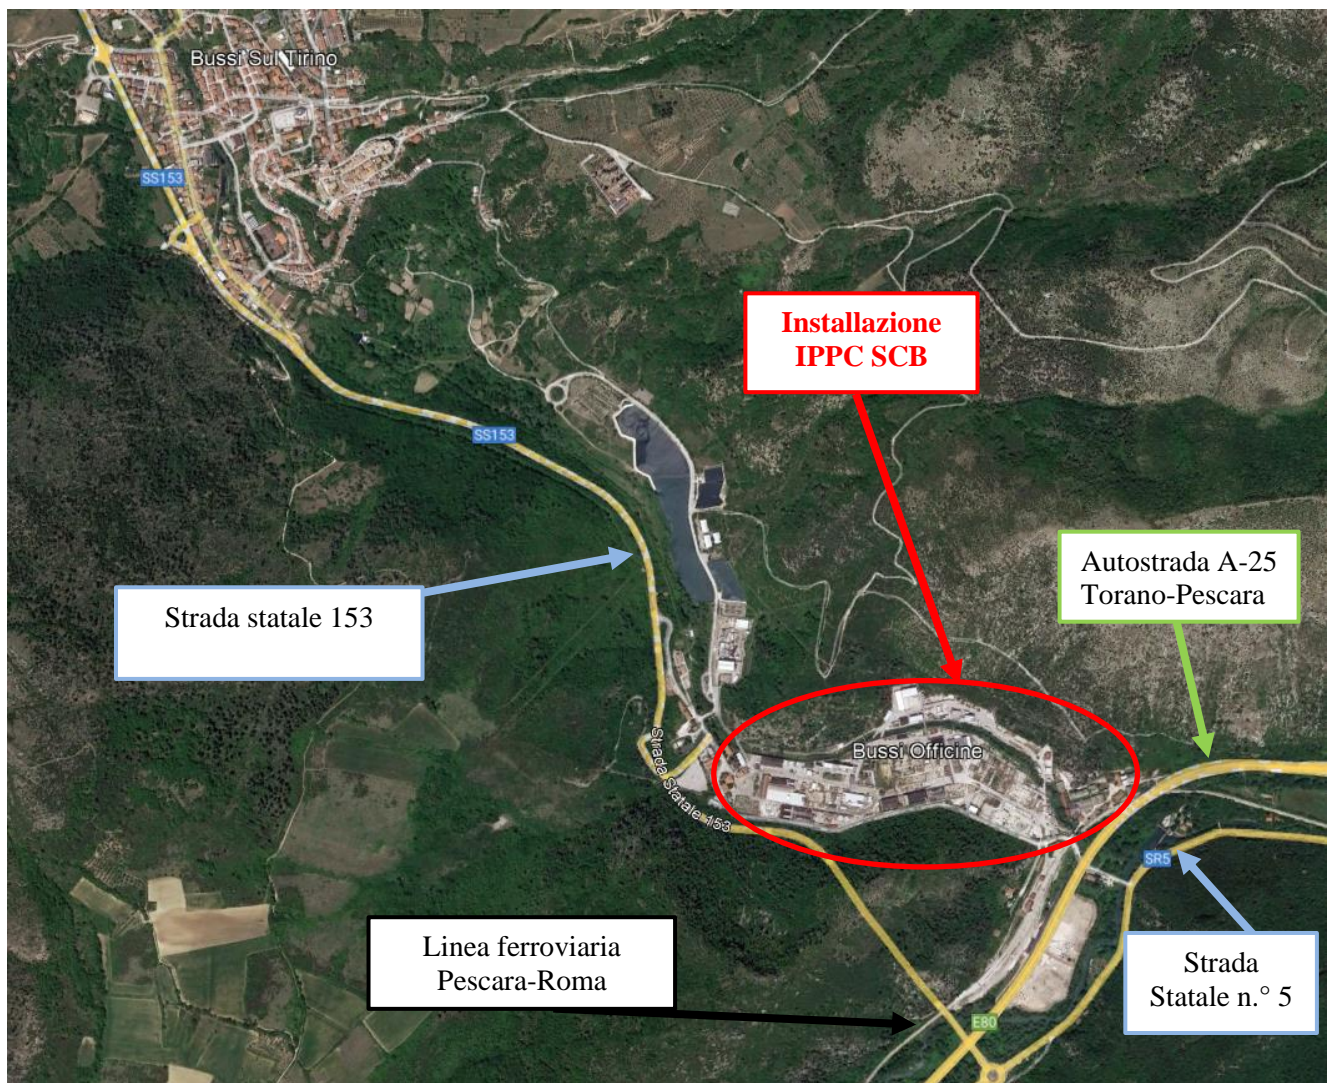 Bussi Sul Tirino
SS153
Installazione
IPPC SCB
SS153
Autostrada A-25
Torano-Pescara
Strada statale 153
Strada Statale 153
Bussi Officine
SR5
Linea ferroviaria
Pescara-Roma
Strada
Statale n.° 5
E80